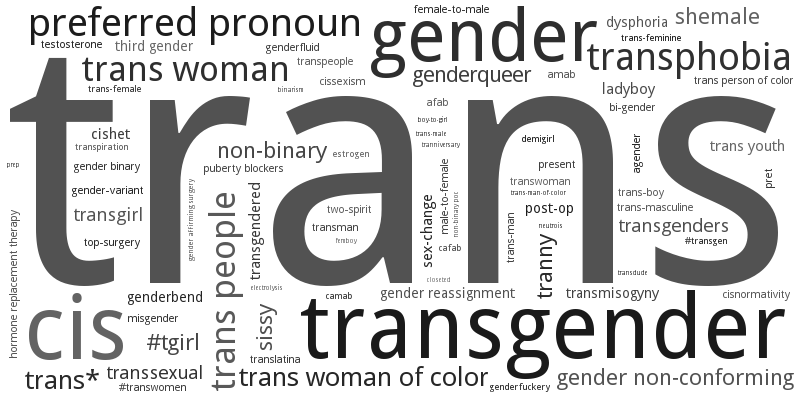 female-to-male
preferred pronoun
gender
dysphoria
shemale
testosterone
third gender
genderfluid
trans-feminine
transphobia
transpeople
trans woman
cissexism
genderqueer
amab
trans person of color
trans-female
binarism
ladyboy
trans
afab
bi-gender
boy-to-girl
cishet
trans-male
demigirl
agender
transpiration
non-binary
estrogen
tranniversary
trans youth
prep
gender binary
puberty blockers
present
pret
gender-variant
gender affirming surgery
transgendered
male-to-female
non-binary poc
transwoman
trans-boy
trans-man-of-color
transgirl
two-spirit
sex-change
post-op
trans-masculine
transman
trans-man
neutrois
transgenders
top-surgery
femboy
cafab
tranny
#transgen
hormone replacement therapy
trans people
closeted
transdude
electrolysis
cis
genderbend
camab
gender reassignment
transmisogyny
cisnormativity
misgender
sissy
transgender
#tgirl
translatina
trans*
transsexual
trans woman of color
gender non-conforming
#transwomen
genderfuckery